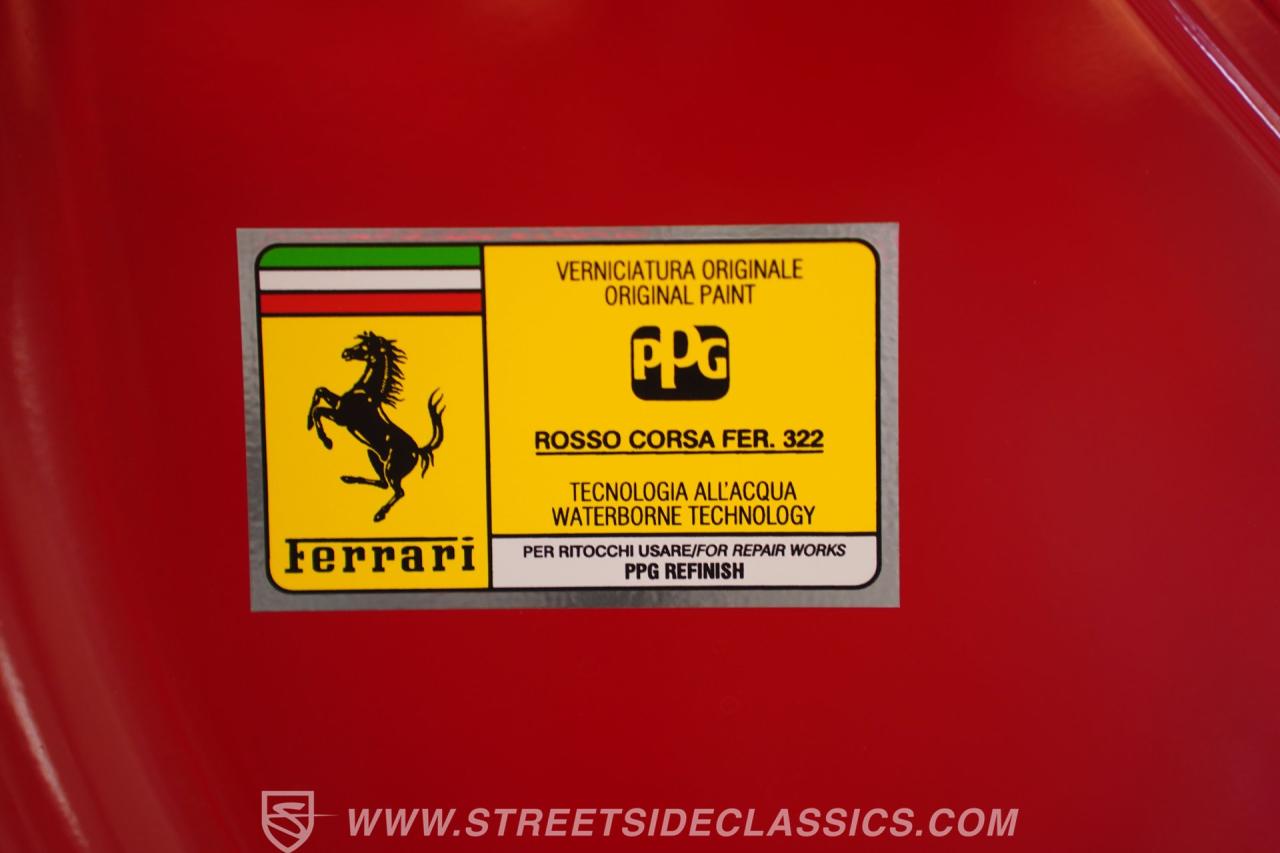 VERNICIATURA ORIGINALE
ORIGINAL PAINT
PPG
ROSSO CORSA FER. 322
TECNOLOGIA ALL'ACQUA
WATERBORNE TECHNOLOGY
PER RITOCCHI USARE/FOR REPAIR WORKS
PPG REFINISH
Ferrari
WWW.STREETSIDECLASSICS.COM